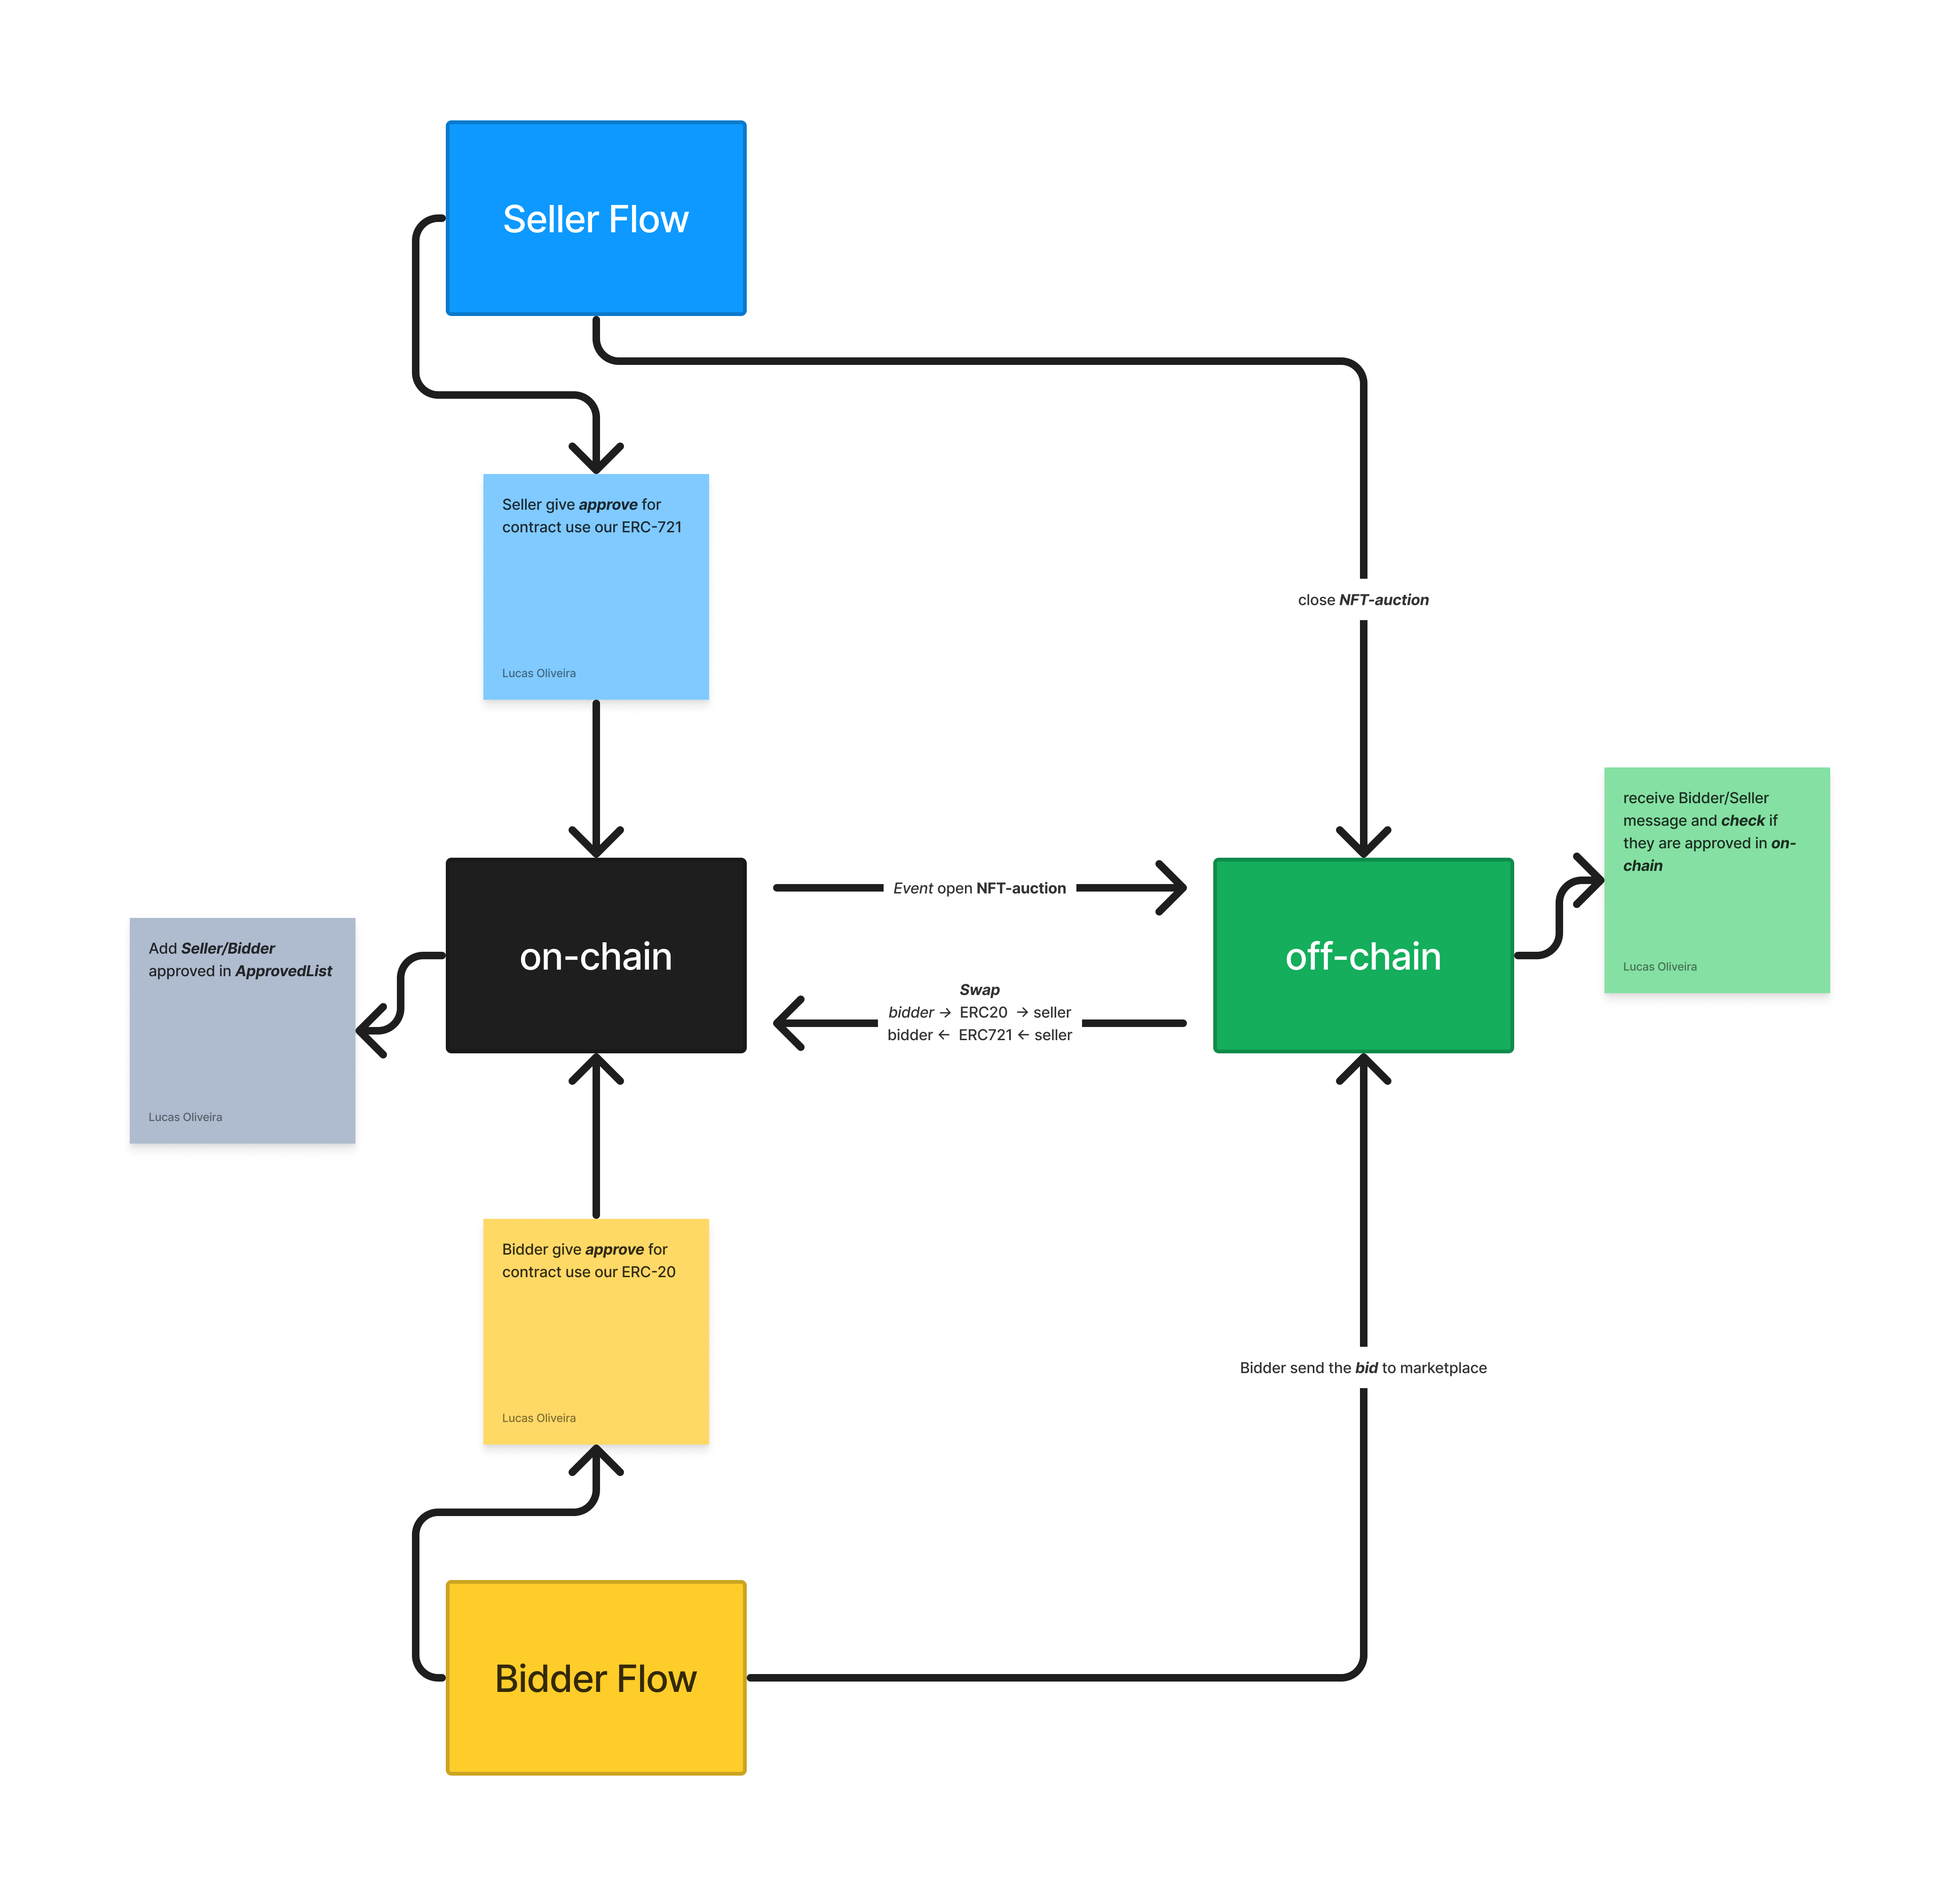 Seller Flow
Seller give approve for
contract use our ERC-721
Lucas Oliveira
close NFT-auction
receive Bidder/Seller
message and check if
they are approved in on-
chain
Lucas Oliveira
on-chain
Event open NFT-auction
off-chain
Add Seller/Bidder
approved in ApprovedList
Lucas Oliveira
Swap
bidder → ERC20 → seller
bidder ← ERC721 ← seller
Bidder give approve for
contract use our ERC-20
Lucas Oliveira
Bidder send the bid to marketplace
Bidder Flow